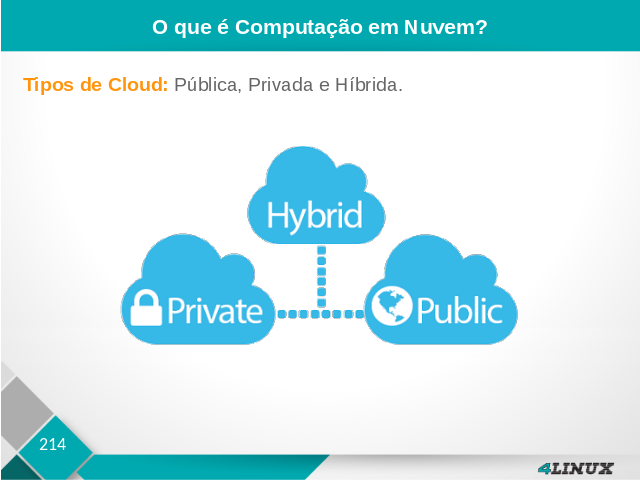 O que é Computação em Nuvem?
Tipos de Cloud: Pública, Privada e Híbrida.
Hybrid
Private
Public
214
4LINUX